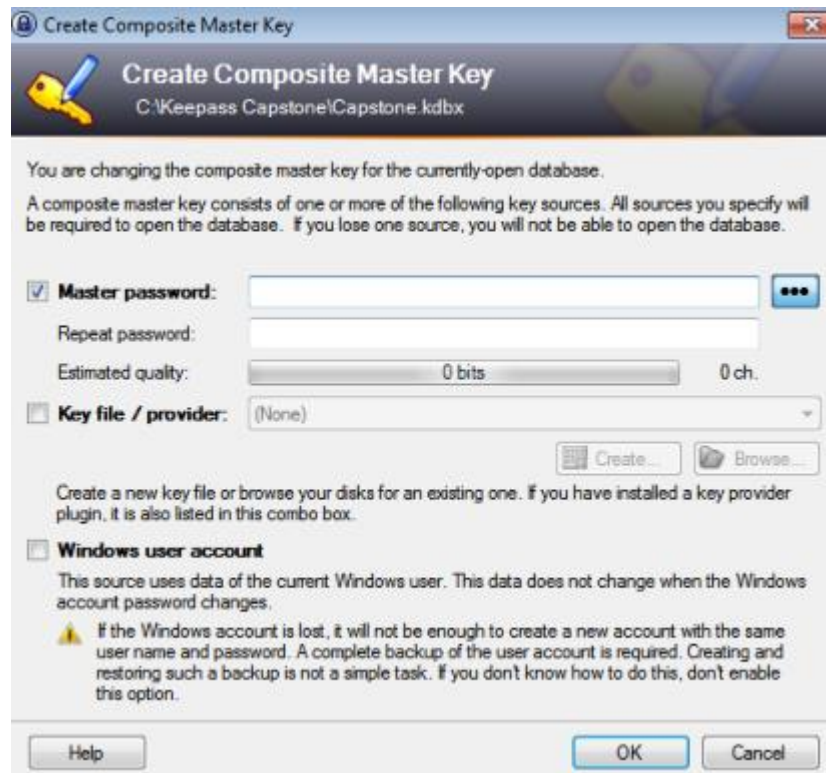 Create Composite Master Key
Create Composite Master Key
C:\Keepass Capstone\Capstone.kdbx
You are changing the composite master key for the currently-open database.
A composite master key consists of one or more of the following key sources. All sources you specify will
be required to open the database. If you lose one source, you will not be able to open the database.
Master password:
Repeat password:
Estimated quality: 0 bits 0 ch.
Key file / provider: (None)
Create... Browse...
Create a new key file or browse your disks for an existing one. If you have installed a key provider
plugin, it is also listed in this combo box.
Windows user account
This source uses data of the current Windows user. This data does not change when the Windows
account password changes.
If the Windows account is lost, it will not be enough to create a new account with the same
user name and password. A complete backup of the user account is required. Creating and
restoring such a backup is not a simple task. If you don't know how to do this, don't enable
this option.
Help OK Cancel